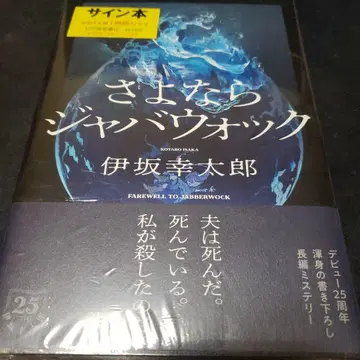 サイン本
さよなら
ジャバウォック
KOTARO ISAKA
伊坂幸太郎
FAREWELL TO JABBERWOCK
夫は死んだ。
死んでいる。
私が殺したの
デビュー25周年
渾身の書き下ろし
長編ミステリー
25